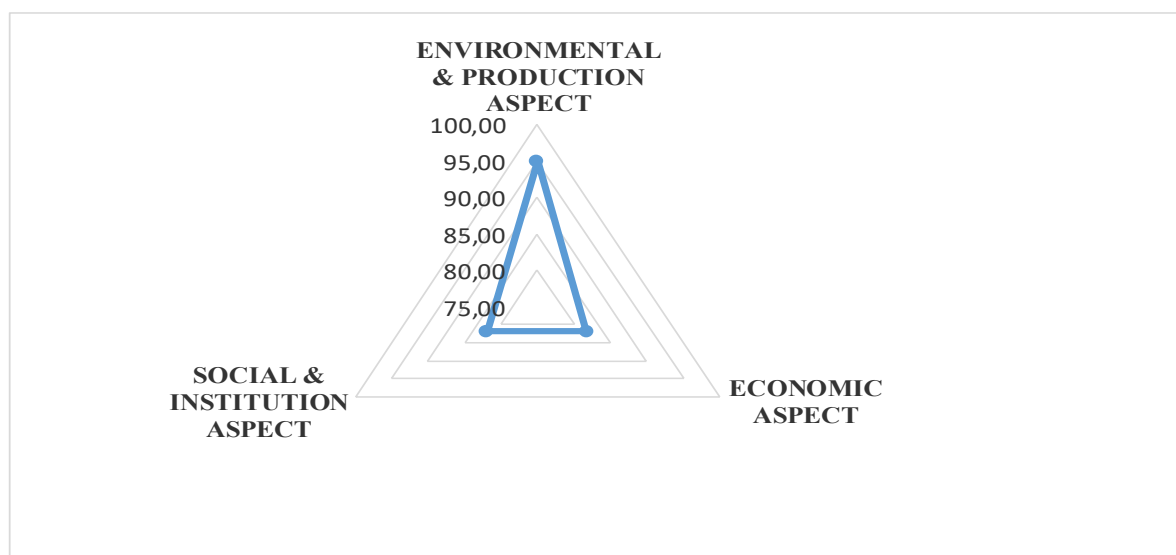 ENVIRONMENTAL
& PRODUCTION
ASPECT
100,00
95,00
90,00
85,00
80,00
75,00
SOCIAL &
INSTITUTION
ASPECT
ECONOMIC
ASPECT